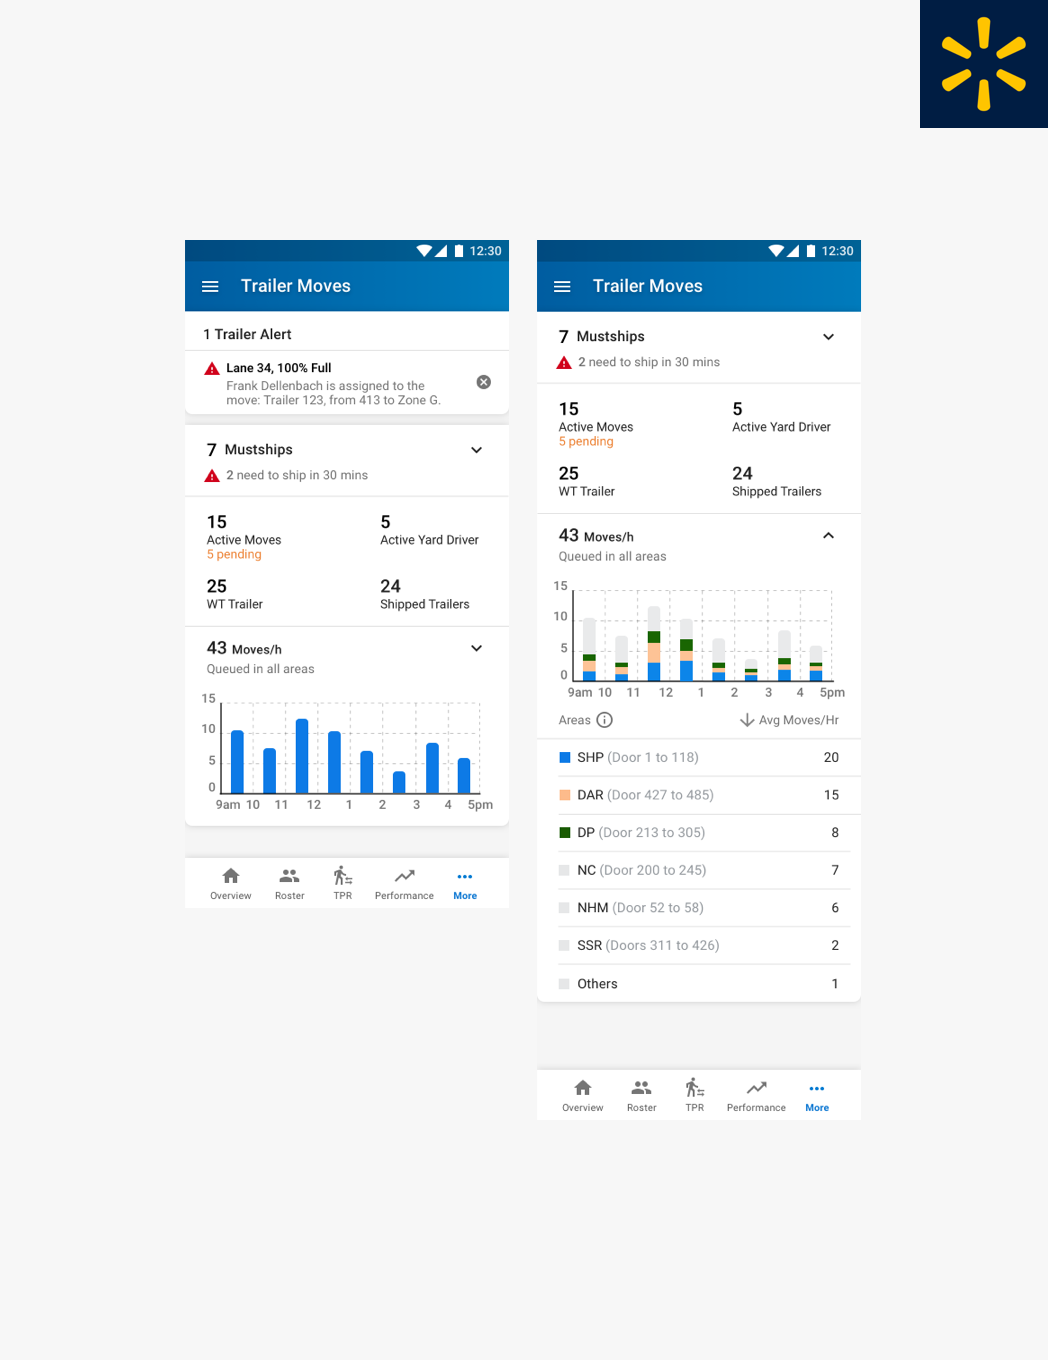 12:30
Trailer Moves
1 Trailer Alert
Lane 34, 100% Full
Frank Dellenbach is assigned to the
move: Trailer 123, from 413 to Zone G.
7 Mustships
2 need to ship in 30 mins
15
Active Moves
5 pending
5
Active Yard Driver
25
WT Trailer
24
Shipped Trailers
43 Moves/h
Queued in all areas
15
10
5
0
9am 10 11 12 1 2 3 4 5pm
Overview Roster TPR Performance More
12:30
Trailer Moves
7 Mustships
2 need to ship in 30 mins
15
Active Moves
5 pending
5
Active Yard Driver
25
WT Trailer
24
Shipped Trailers
43 Moves/h
Queued in all areas
15
10
5
0
9am 10 11 12 1 2 3 4 5pm
Areas Avg Moves/Hr
SHP (Door 1 to 118) 20
DAR (Door 427 to 485) 15
DP (Door 213 to 305) 8
NC (Door 200 to 245) 7
NHM (Door 52 to 58) 6
SSR (Doors 311 to 426) 2
Others 1
Overview Roster TPR Performance More